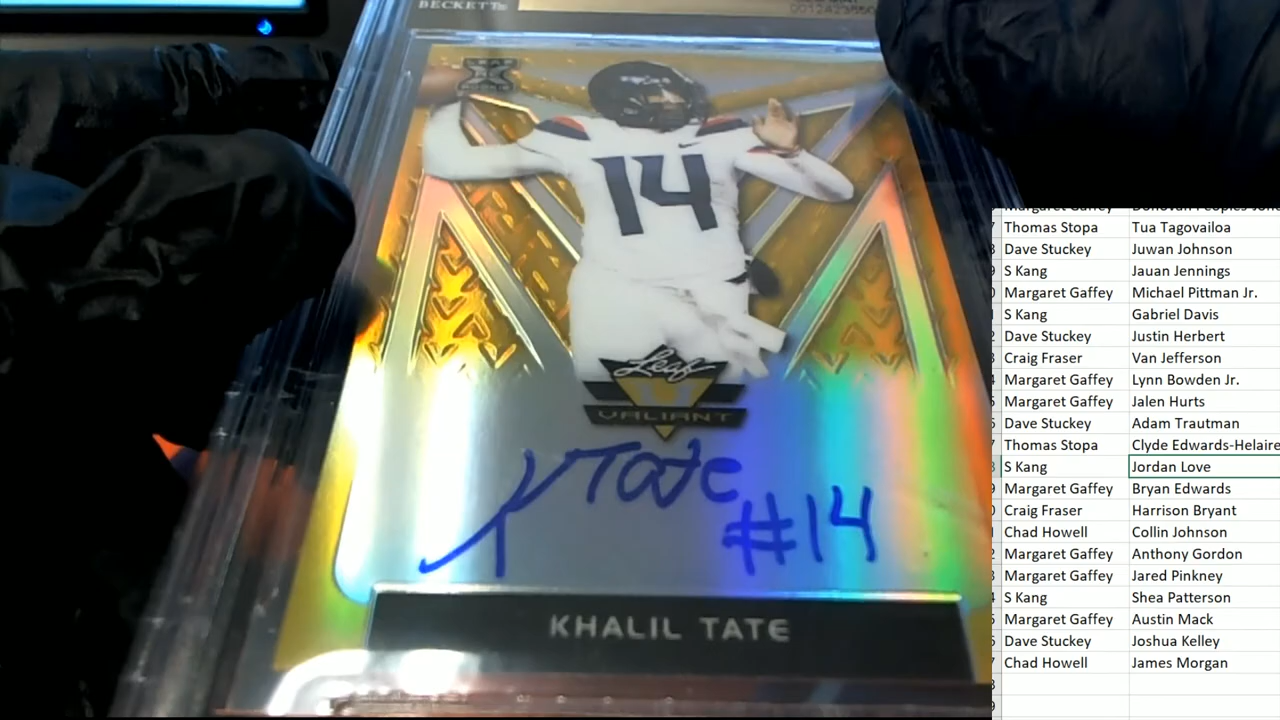 BECKETT
14
Leaf
VALIANT
K Tate
#14
KHALIL TATE
Thomas Stopa Tua Tagovailoa
Dave Stuckey Juwan Johnson
S Kang Jauan Jennings
Margaret Gaffey Michael Pittman Jr.
S Kang Gabriel Davis
Dave Stuckey Justin Herbert
Craig Fraser Van Jefferson
Margaret Gaffey Lynn Bowden Jr.
Margaret Gaffey Jalen Hurts
Dave Stuckey Adam Trautman
Thomas Stopa Clyde Edwards-Helaire
S Kang Jordan Love
Margaret Gaffey Bryan Edwards
Craig Fraser Harrison Bryant
Chad Howell Collin Johnson
Margaret Gaffey Anthony Gordon
Margaret Gaffey Jared Pinkney
S Kang Shea Patterson
Margaret Gaffey Austin Mack
Dave Stuckey Joshua Kelley
Chad Howell James Morgan